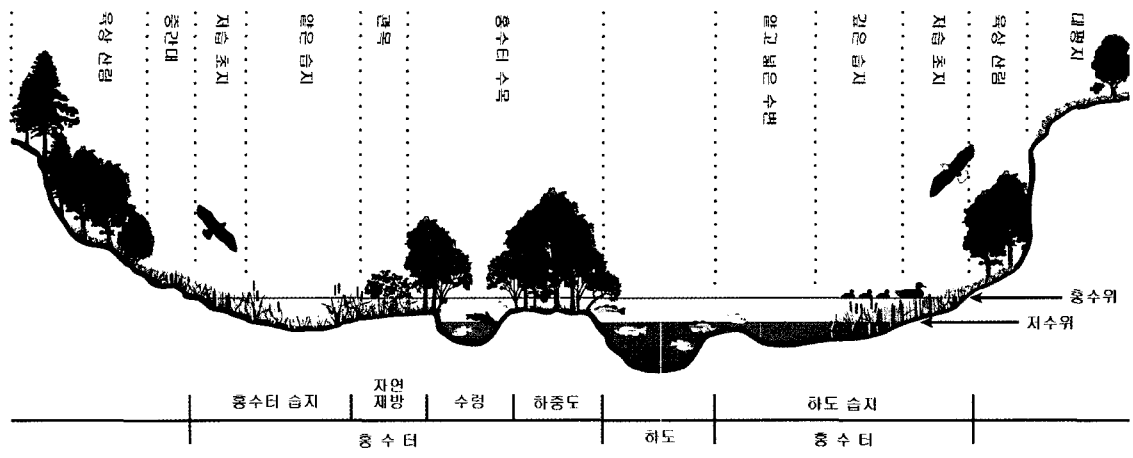 육상 산림
중간대
저습 초지
얕은 습지
관목
홍수터 수목
얕고 넓은 수변
깊은 습지
저습 초지
육상 산림
대평지
홍수위
저수위
홍수터 습지
자연
재방
수렁
하중도
하도 습지
홍 수 터
하도
홍 수 터